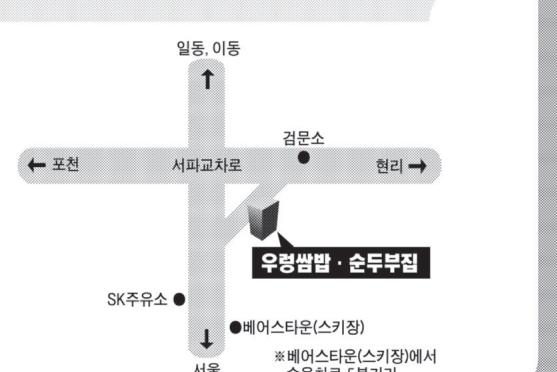 일동, 이동
검문소
포천
서파교차로
현리
우렁쌈밥 · 순두부집
SK주유소
베어스타운(스키장)
※베어스타운(스키장)에서
서울